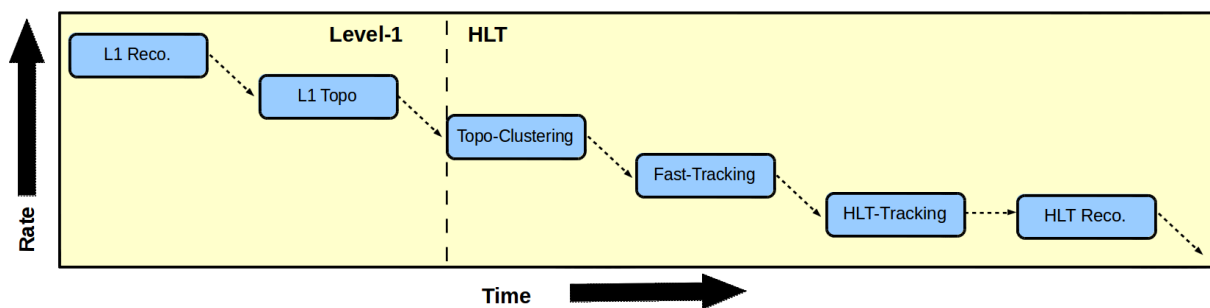 Level-1
HLT
L1 Reco.
L1 Topo
Topo-Clustering
Fast-Tracking
HLT-Tracking
HLT Reco.
Rate
Time